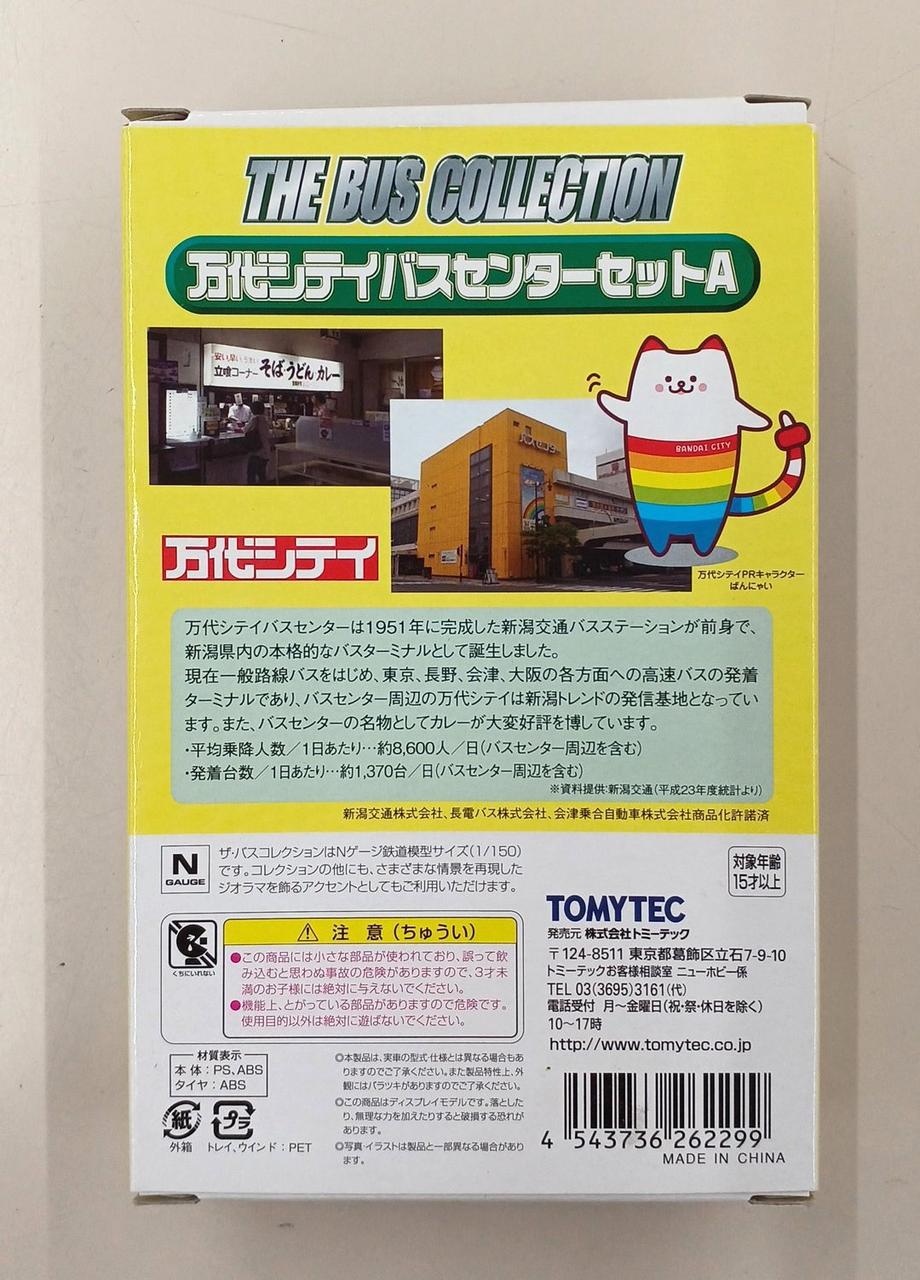 THE BUS COLLECTION
万代シテイバスセンターセットA
安い、早い、うまい
立喰コーナー そば・うどん カレー
バスセンター
BANDAI CITY
万代シテイ
万代シテイPRキャラクター
ばんにゃい
万代シテイバスセンターは1951年に完成した新潟交通バスステーションが前身で、
新潟県内の本格的なバスターミナルとして誕生しました。
現在一般路線バスをはじめ、東京、長野、会津、大阪の各方面への高速バスの発着
ターミナルであり、バスセンター周辺の万代シテイは新潟トレンドの発信基地となってい
ます。また、バスセンターの名物としてカレーが大変好評を博しています。
・平均乗降人数／1日あたり…約8,600人／日(バスセンター周辺を含む)
・発着台数／1日あたり…約1,370台／日(バスセンター周辺を含む)
※資料提供:新潟交通(平成23年度統計より)
新潟交通株式会社、長電バス株式会社、会津乗合自動車株式会社商品化許諾済
N
GAUGE
ザ・バスコレクションはNゲージ鉄道模型サイズ(1/150)
です。コレクションの他にも、さまざまな情景を再現した
ジオラマを飾るアクセントとしてもご利用いただけます。
対象年齢
15才以上
くちにいれない
⚠ 注 意 (ちゅうい)
●この商品には小さな部品が使われており、誤って飲
み込むと思わぬ事故の危険がありますので、3才未
満のお子様には絶対に与えないでください。
●機能上、とがっている部品がありますので危険です。
使用目的以外は絶対に遊ばないでください。
TOMYTEC
発売元 株式会社トミーテック
〒124-8511 東京都葛飾区立石7-9-10
トミーテックお客様相談室 ニューホビー係
TEL 03(3695)3161(代)
電話受付 月～金曜日(祝・祭・休日を除く)
10～17時
http://www.tomytec.co.jp
材質表示
本 体：PS,ABS
タイヤ：ABS
紙
外箱
プラ
トレイ,ウインド：PET
◎本製品は、実車の型式・仕様とは異なる場合もあ
りますのでご了承ください。また製品特性上、外
観にはバラツキがありますのでご了承ください。
◎この商品はディスプレイモデルです。落とした
り、無理な力を加えたりすると破損する恐れが
あります。
◎写真・イラストは製品と一部異なる場合があり
ます。
4 543736 262299
MADE IN CHINA